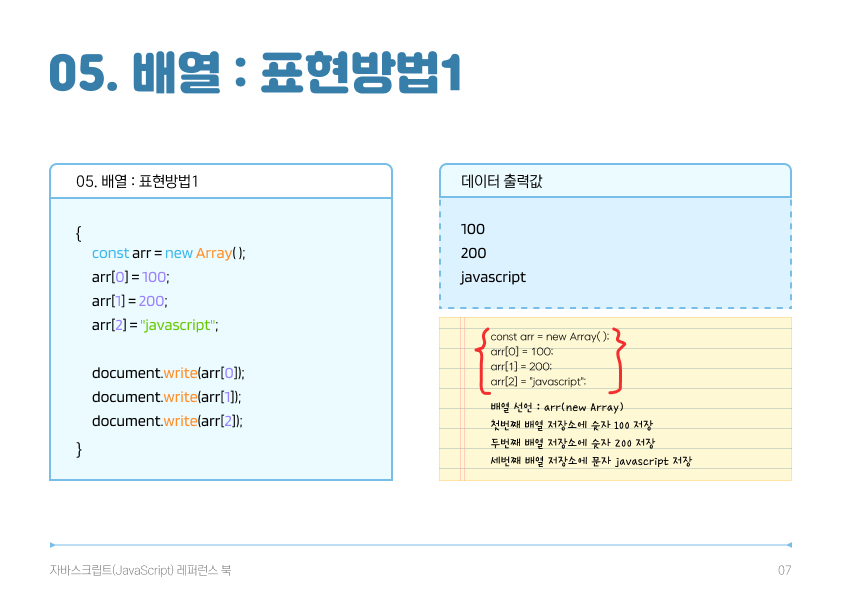 05. 배열 : 표현방법1
05. 배열 : 표현방법1
{
const arr = new Array( );
arr[0] = 100;
arr[1] = 200;
arr[2] = "javascript";
document.write(arr[0]);
document.write(arr[1]);
document.write(arr[2]);
}
데이터 출력값
100
200
javascript
const arr = new Array( );
arr[0] = 100;
arr[1] = 200;
arr[2] = "javascript";
배열 선언 : arr(new Array)
첫번째 배열 저장소에 숫자 100 저장
두번째 배열 저장소에 숫자 200 저장
세번째 배열 저장소에 문자 javascript 저장
자바스크립트(JavaScript) 레퍼런스 북
07